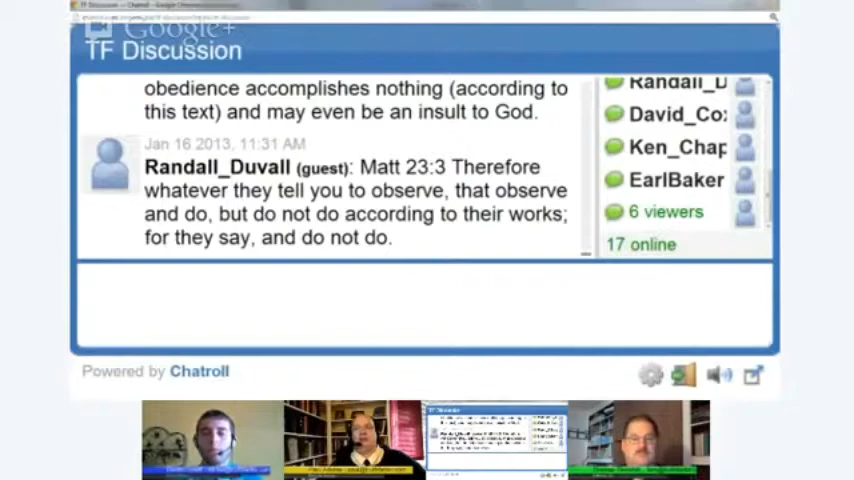 Google+
TF Discussion
obedience accomplishes nothing (according to
this text) and may even be an insult to God.
Jan 16 2013, 11:31 AM
Randall_Duvall (guest): Matt 23:3 Therefore
whatever they tell you to observe, that observe
and do, but do not do according to their works;
for they say, and do not do.
Randall_D
David_Co
Ken_Chap
EarlBaker
6 viewers
17 online
Powered by Chatroll